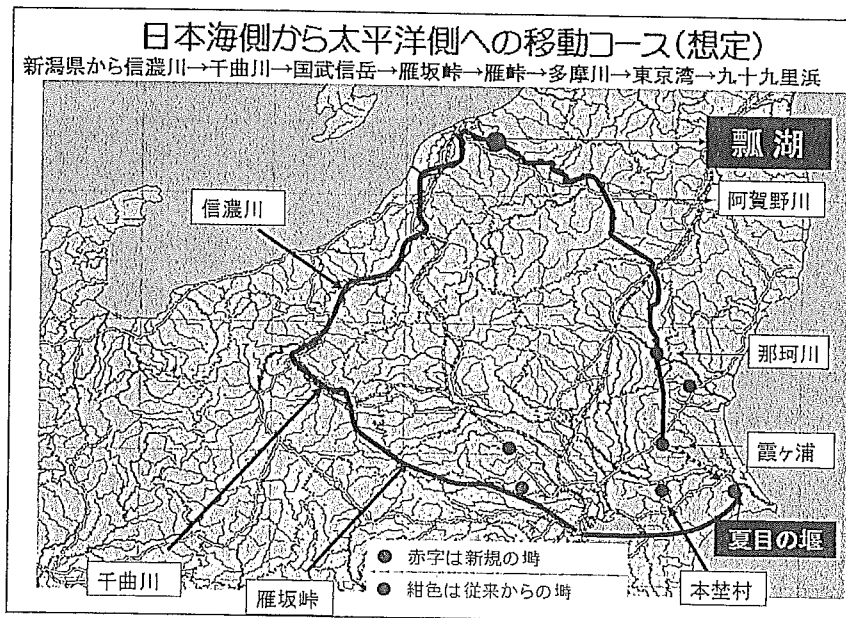 日本海側から太平洋側への移動コース(想定)
新潟県から信濃川→千曲川→国武信岳→雁坂峠→雁峠→多摩川→東京湾→九十九里浜
瓢湖
信濃川
阿賀野川
那珂川
霞ヶ浦
夏目の堰
赤字は新規の塒
紺色は従来からの塒
千曲川
雁坂峠
本埜村